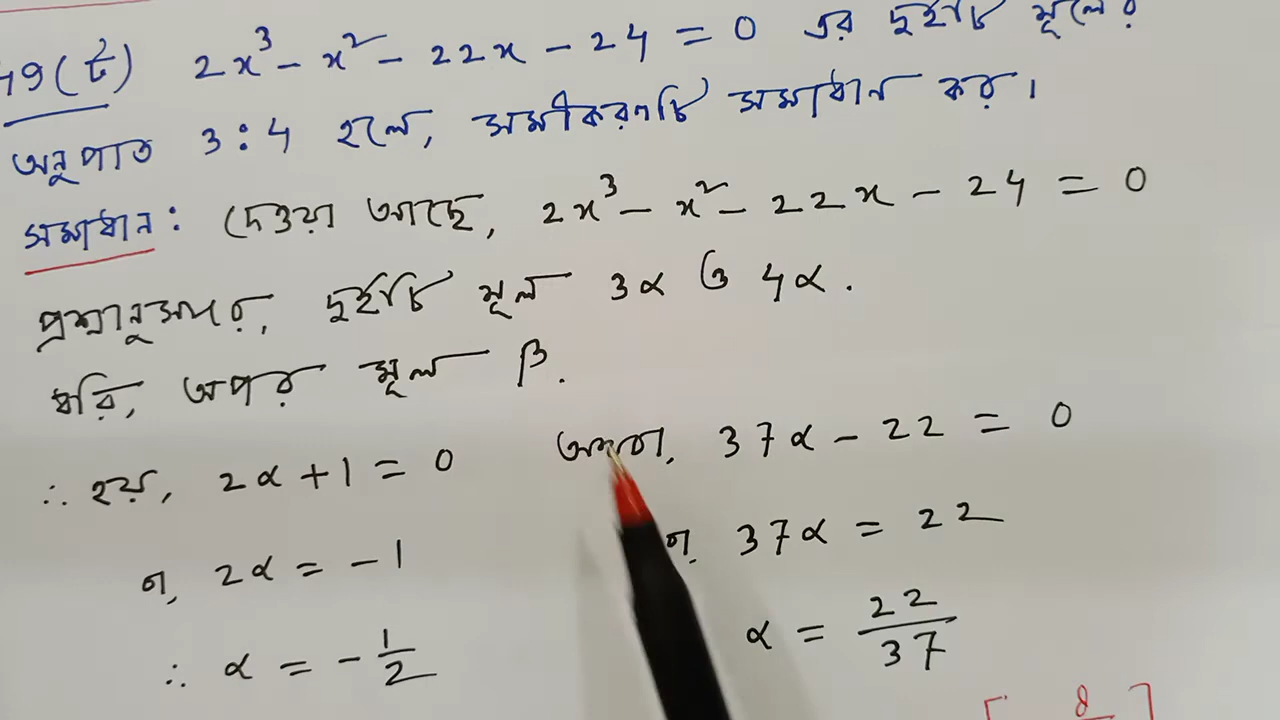 49(ট) 2x³ - x² - 22x - 24 = 0 এর দুইটি মূলের
অনুপাত 3:4 হলে, সমীকরণটি সমাধান কর।
সমাধান: দেওয়া আছে, 2x³ - x² - 22x - 24 = 0
প্রশ্নানুসারে, দুইটি মূল 3α ও 4α.
ধরি, অপর মূল β.
∴ হয়, 2α + 1 = 0 অথবা, 37α - 22 = 0
বা, 2α = -1 বা, 37α = 22
∴ α = -1/2 α = 22/37